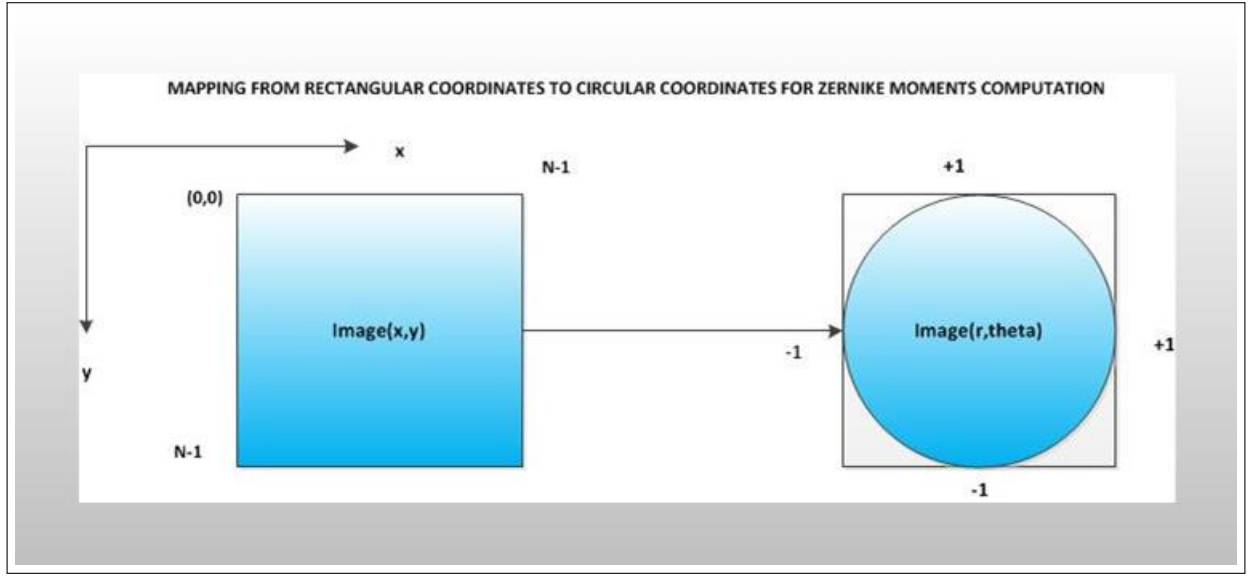 MAPPING FROM RECTANGULAR COORDINATES TO CIRCULAR COORDINATES FOR ZERNIKE MOMENTS COMPUTATION
x
N-1
+1
(0,0)
Image(x,y)
Image(r,theta)
-1
+1
y
N-1
-1